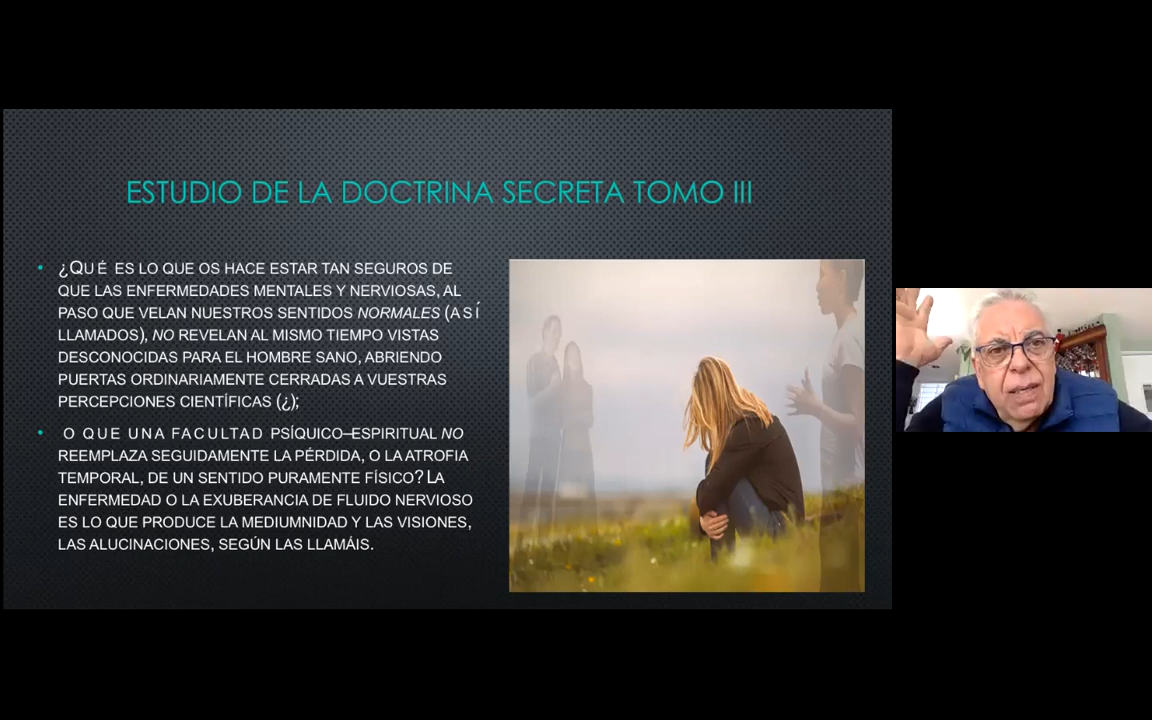 ESTUDIO DE LA DOCTRINA SECRETA TOMO III
• ¿QUÉ ES LO QUE OS HACE ESTAR TAN SEGUROS DE
QUE LAS ENFERMEDADES MENTALES Y NERVIOSAS, AL
PASO QUE VELAN NUESTROS SENTIDOS NORMALES (ASÍ
LLAMADOS), NO REVELAN AL MISMO TIEMPO VISTAS
DESCONOCIDAS PARA EL HOMBRE SANO, ABRIENDO
PUERTAS ORDINARIAMENTE CERRADAS A VUESTRAS
PERCEPCIONES CIENTÍFICAS (¿);
• O QUE UNA FACULTAD PSÍQUICO–ESPIRITUAL NO
REEMPLAZA SEGUIDAMENTE LA PÉRDIDA, O LA ATROFIA
TEMPORAL, DE UN SENTIDO PURAMENTE FÍSICO? LA
ENFERMEDAD O LA EXUBERANCIA DE FLUIDO NERVIOSO
ES LO QUE PRODUCE LA MEDIUMNIDAD Y LAS VISIONES,
LAS ALUCINACIONES, SEGÚN LAS LLAMÁIS.